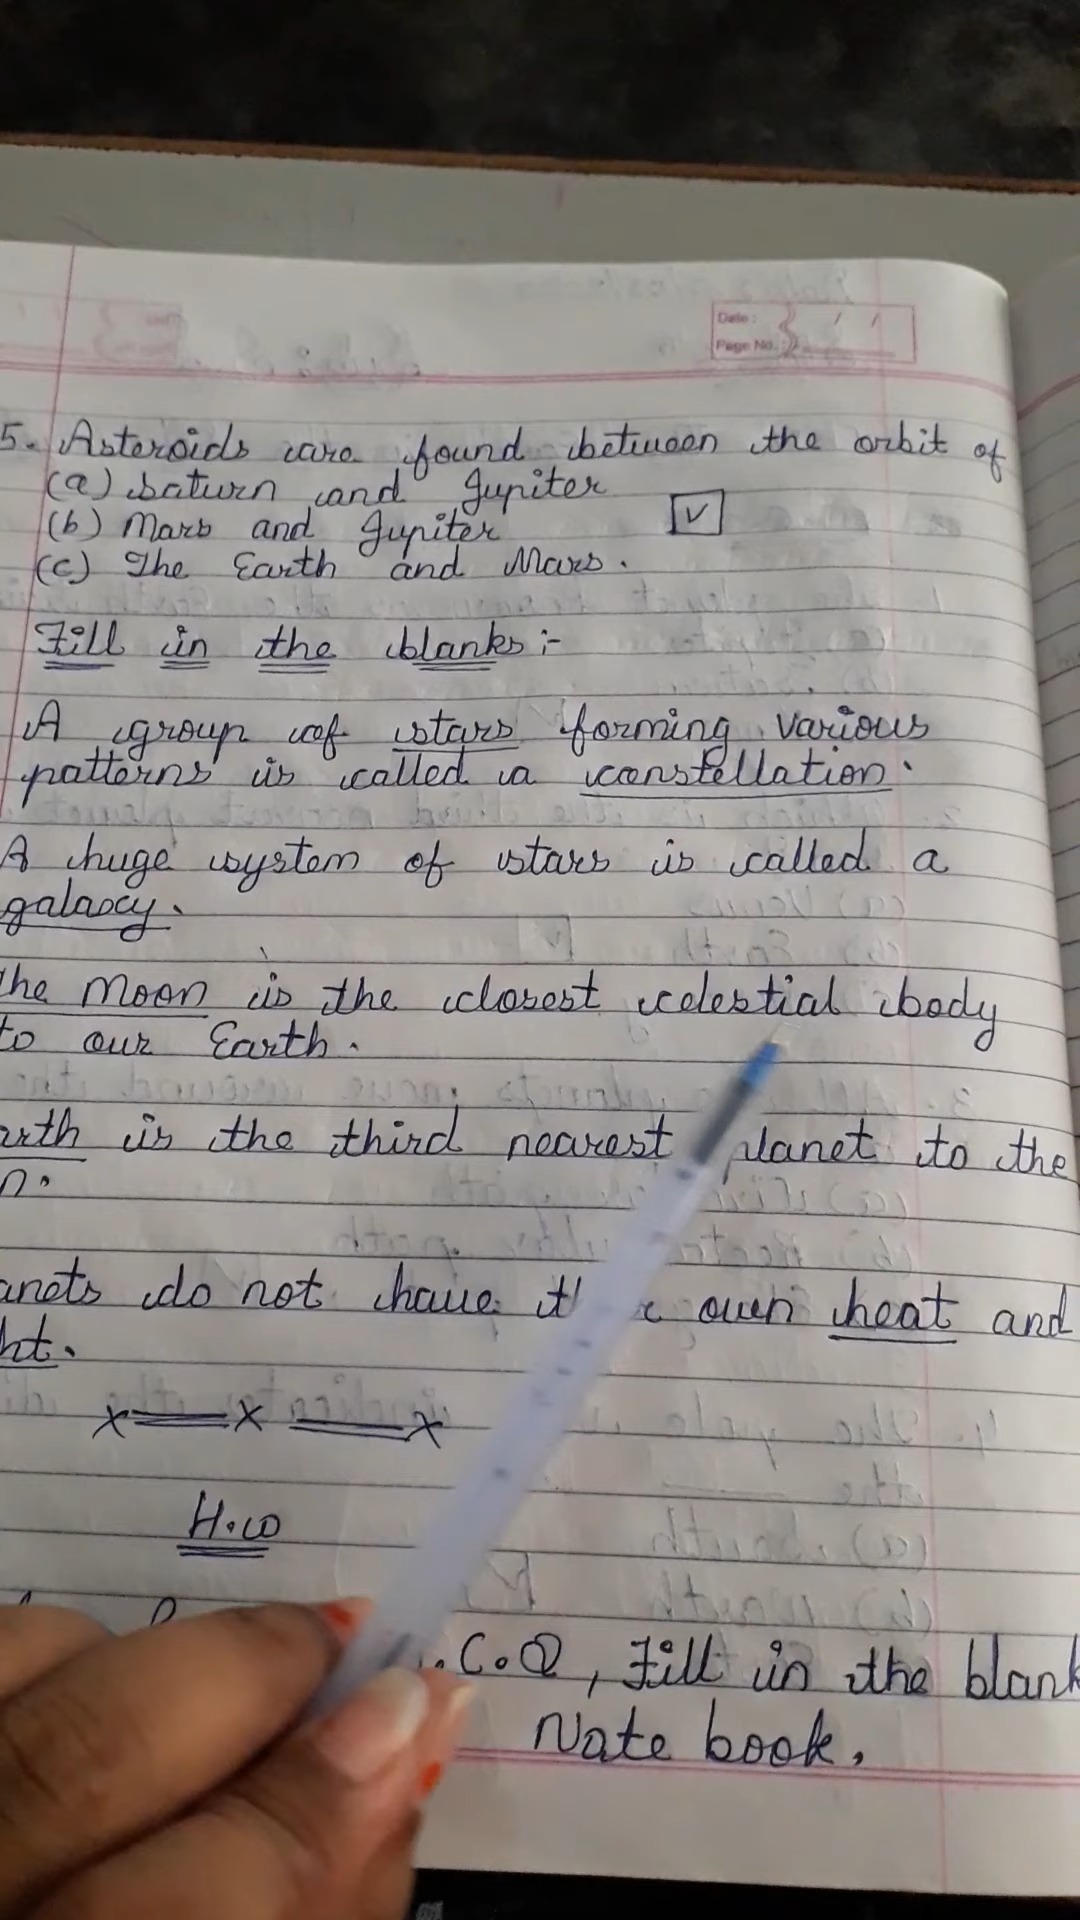 Date:
Page No.
5. Asteroids are found between the orbit of
(a) Saturn and Jupiter
(b) Mars and Jupiter
(c) The Earth and Mars.
Fill in the blanks :-
A group of stars forming various
patterns is called a constellation.
A huge system of stars is called a
galaxy.
The Moon is the closest celestial body
to our Earth.
arth is the third nearest planet to the
n.
anets do not have their own heat and
ht.
x x x
H.W
.C.Q, Fill in the blank
Note book.